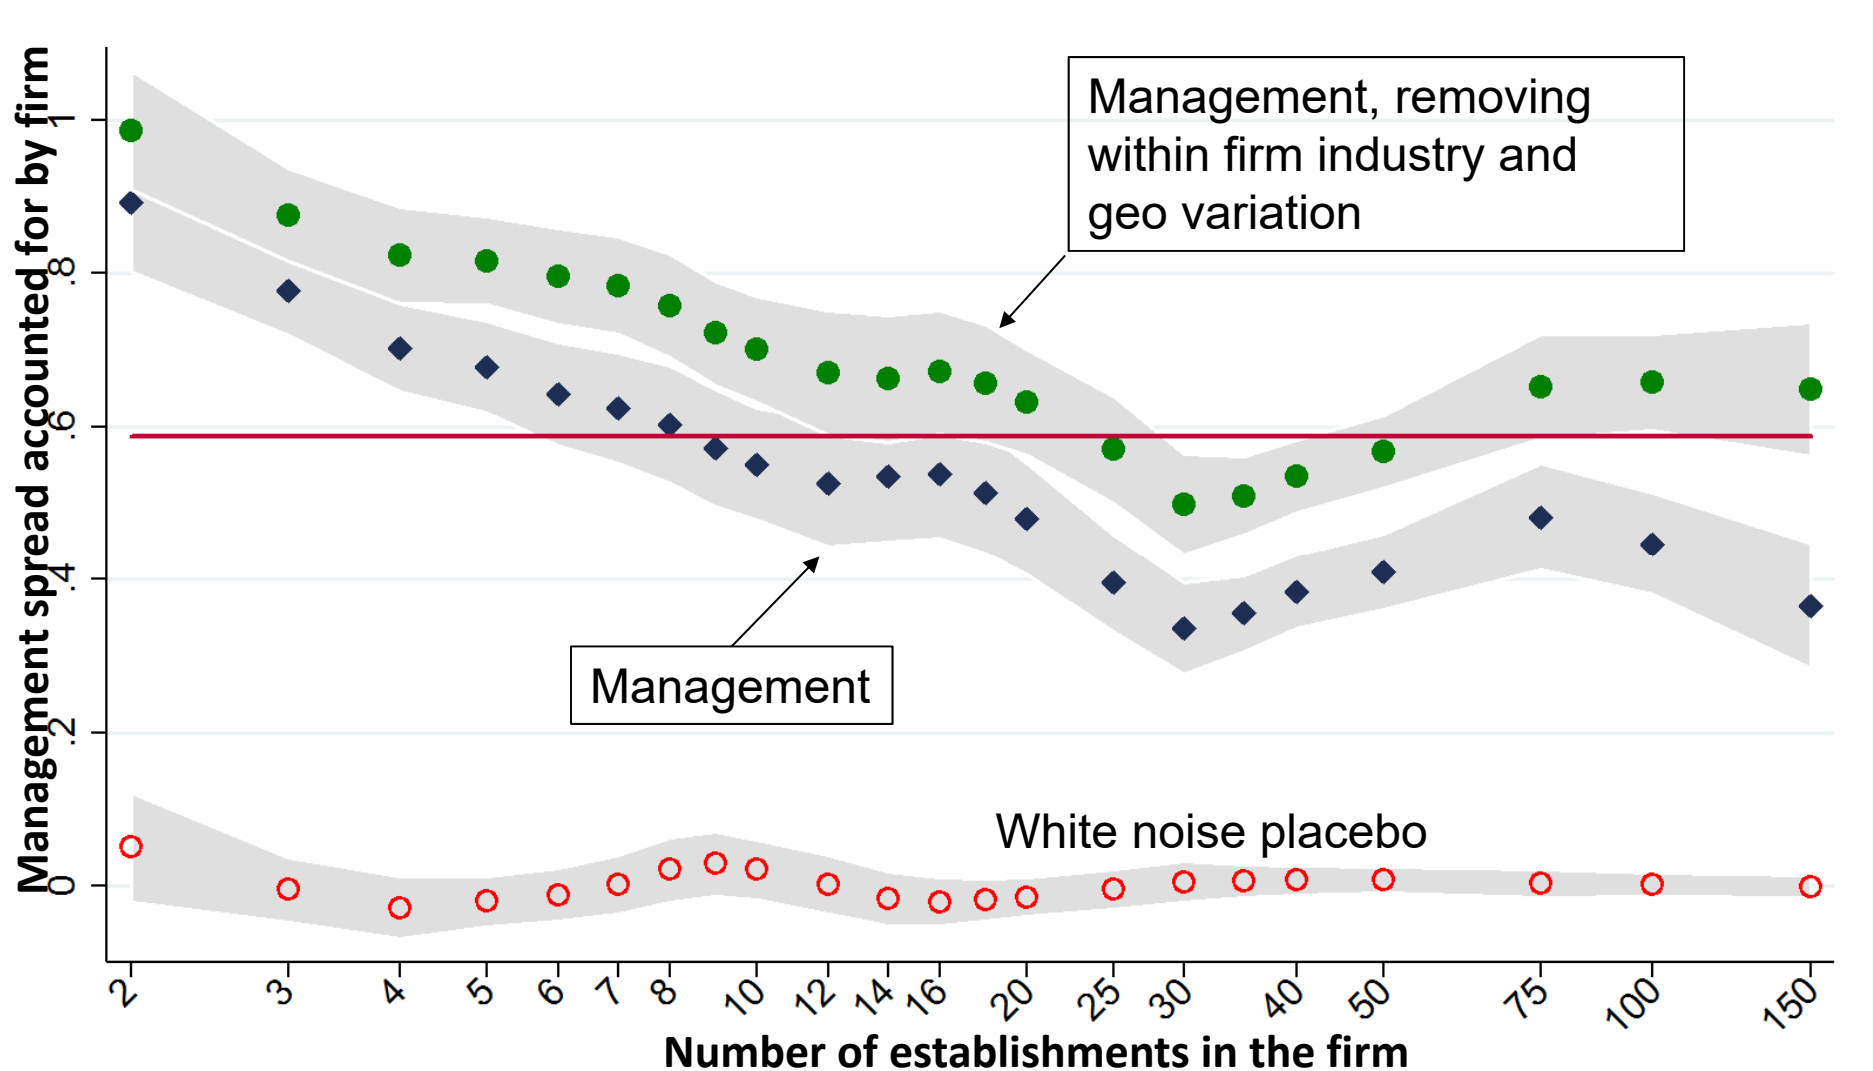 Management spread accounted for by firm
1
.8
.6
.4
.2
0
Management, removing
within firm industry and
geo variation
Management
White noise placebo
2 3 4 5 6 7 8 10 12 14 16 20 25 30 40 50 75 100 150
Number of establishments in the firm